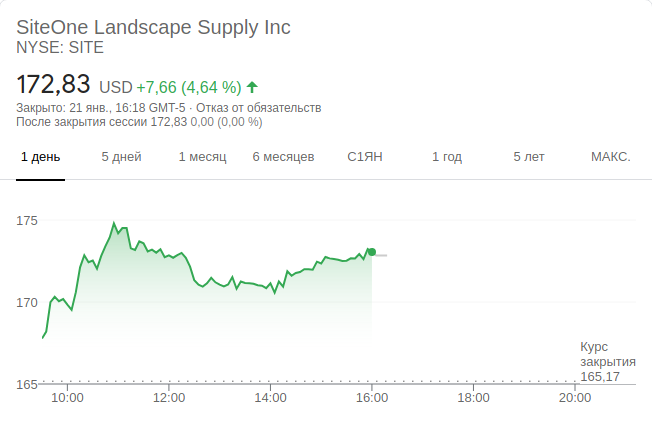 SiteOne Landscape Supply Inc
NYSE: SITE
172,83 USD +7,66 (4,64 %)
Закрыто: 21 янв., 16:18 GMT-5 · Отказ от обязательств
После закрытия сессии 172,83 0,00 (0,00 %)
1 день 5 дней 1 месяц 6 месяцев С1ЯН 1 год 5 лет МАКС.
175
170
Курс
закрытия
165,17
165
10:00 12:00 14:00 16:00 18:00 20:00